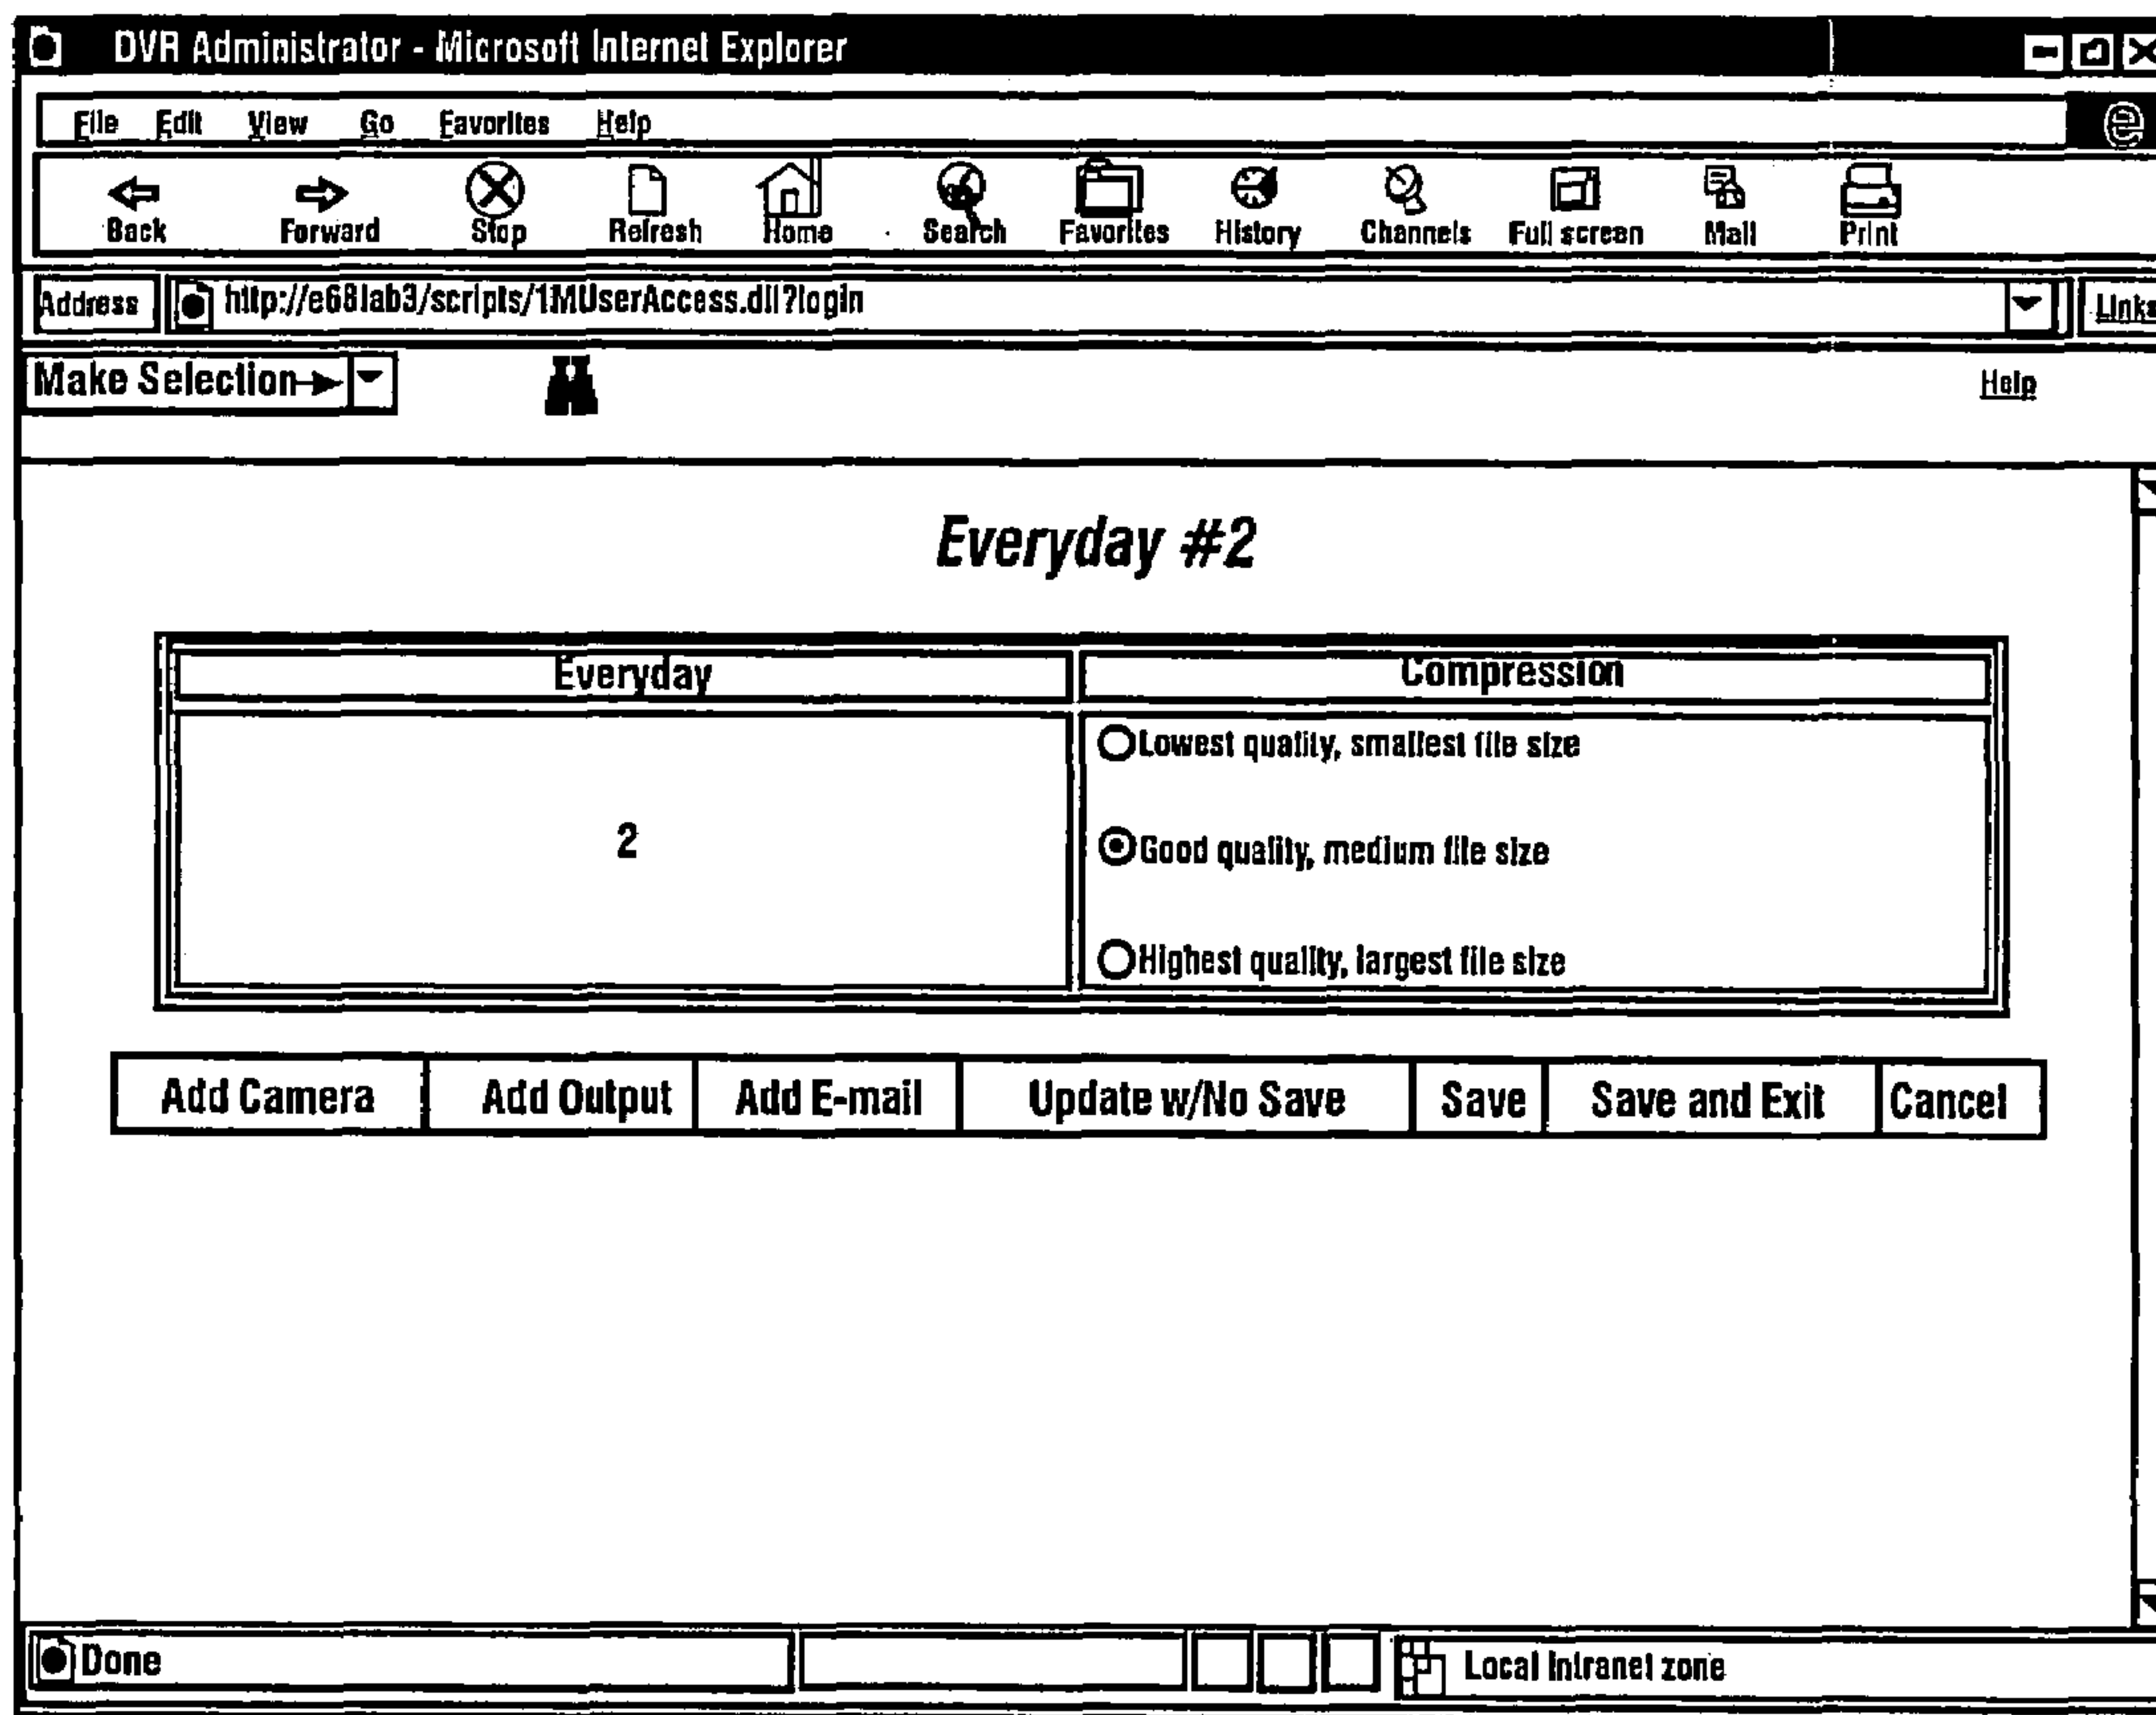 DVR Administrator - Microsoft Internet Explorer
File Edit View Go Favorites Help
Back Forward Stop Refresh Home Search Favorites History Channels Full screen Mail Print
Address http://e68lab3/scripts/1MUserAccess.dll?login Links
Make Selection Help
Everyday #2
Everyday Compression
Lowest quality, smallest file size
2 Good quality, medium file size
Highest quality, largest file size
Add Camera Add Output Add E-mail Update w/No Save Save Save and Exit Cancel
Done Local Intranet zone